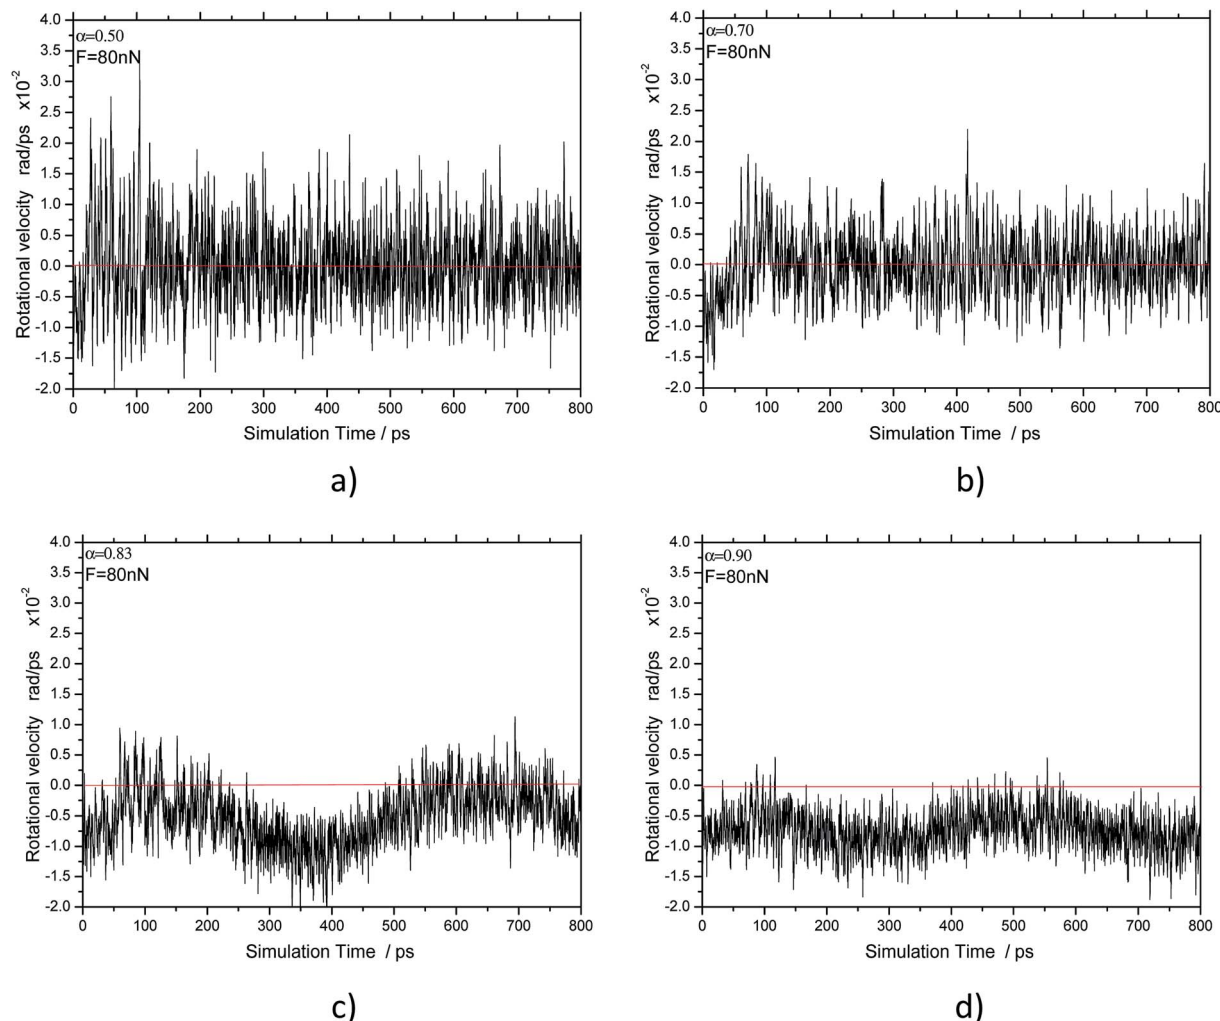 α=0.50
F=80nN
Rotational velocity rad/ps x10⁻²
4.0
3.5
3.0
2.5
2.0
1.5
1.0
0.5
0.0
-0.5
-1.0
-1.5
-2.0
0 100 200 300 400 500 600 700 800
Simulation Time / ps
a)
α=0.70
F=80nN
Rotational velocity rad/ps x10⁻²
4.0
3.5
3.0
2.5
2.0
1.5
1.0
0.5
0.0
-0.5
-1.0
-1.5
-2.0
0 100 200 300 400 500 600 700 800
Simulation Time / ps
b)
α=0.83
F=80nN
Rotational velocity rad/ps x10⁻²
4.0
3.5
3.0
2.5
2.0
1.5
1.0
0.5
0.0
-0.5
-1.0
-1.5
-2.0
0 100 200 300 400 500 600 700 800
Simulation Time / ps
c)
α=0.90
F=80nN
Rotational velocity rad/ps x10⁻²
4.0
3.5
3.0
2.5
2.0
1.5
1.0
0.5
0.0
-0.5
-1.0
-1.5
-2.0
0 100 200 300 400 500 600 700 800
Simulation Time / ps
d)